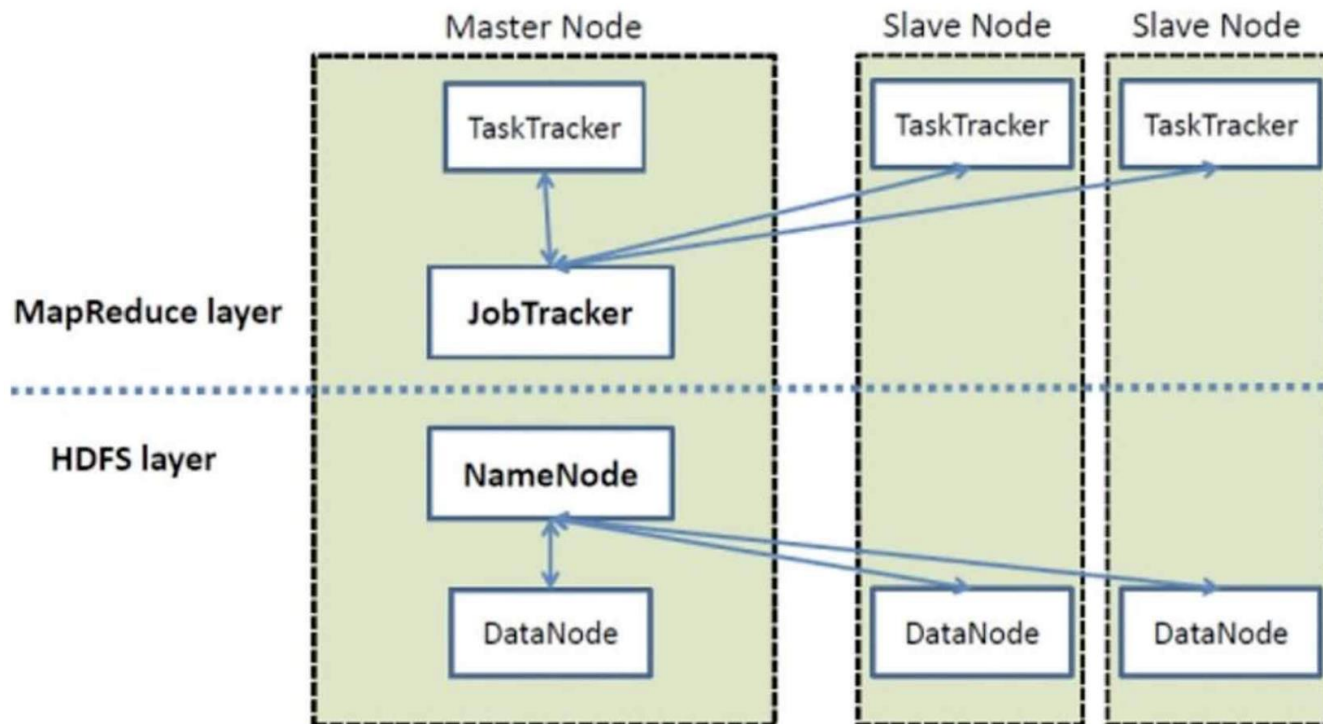 Master Node
Slave Node
Slave Node
TaskTracker
TaskTracker
TaskTracker
MapReduce layer
JobTracker
HDFS layer
NameNode
DataNode
DataNode
DataNode